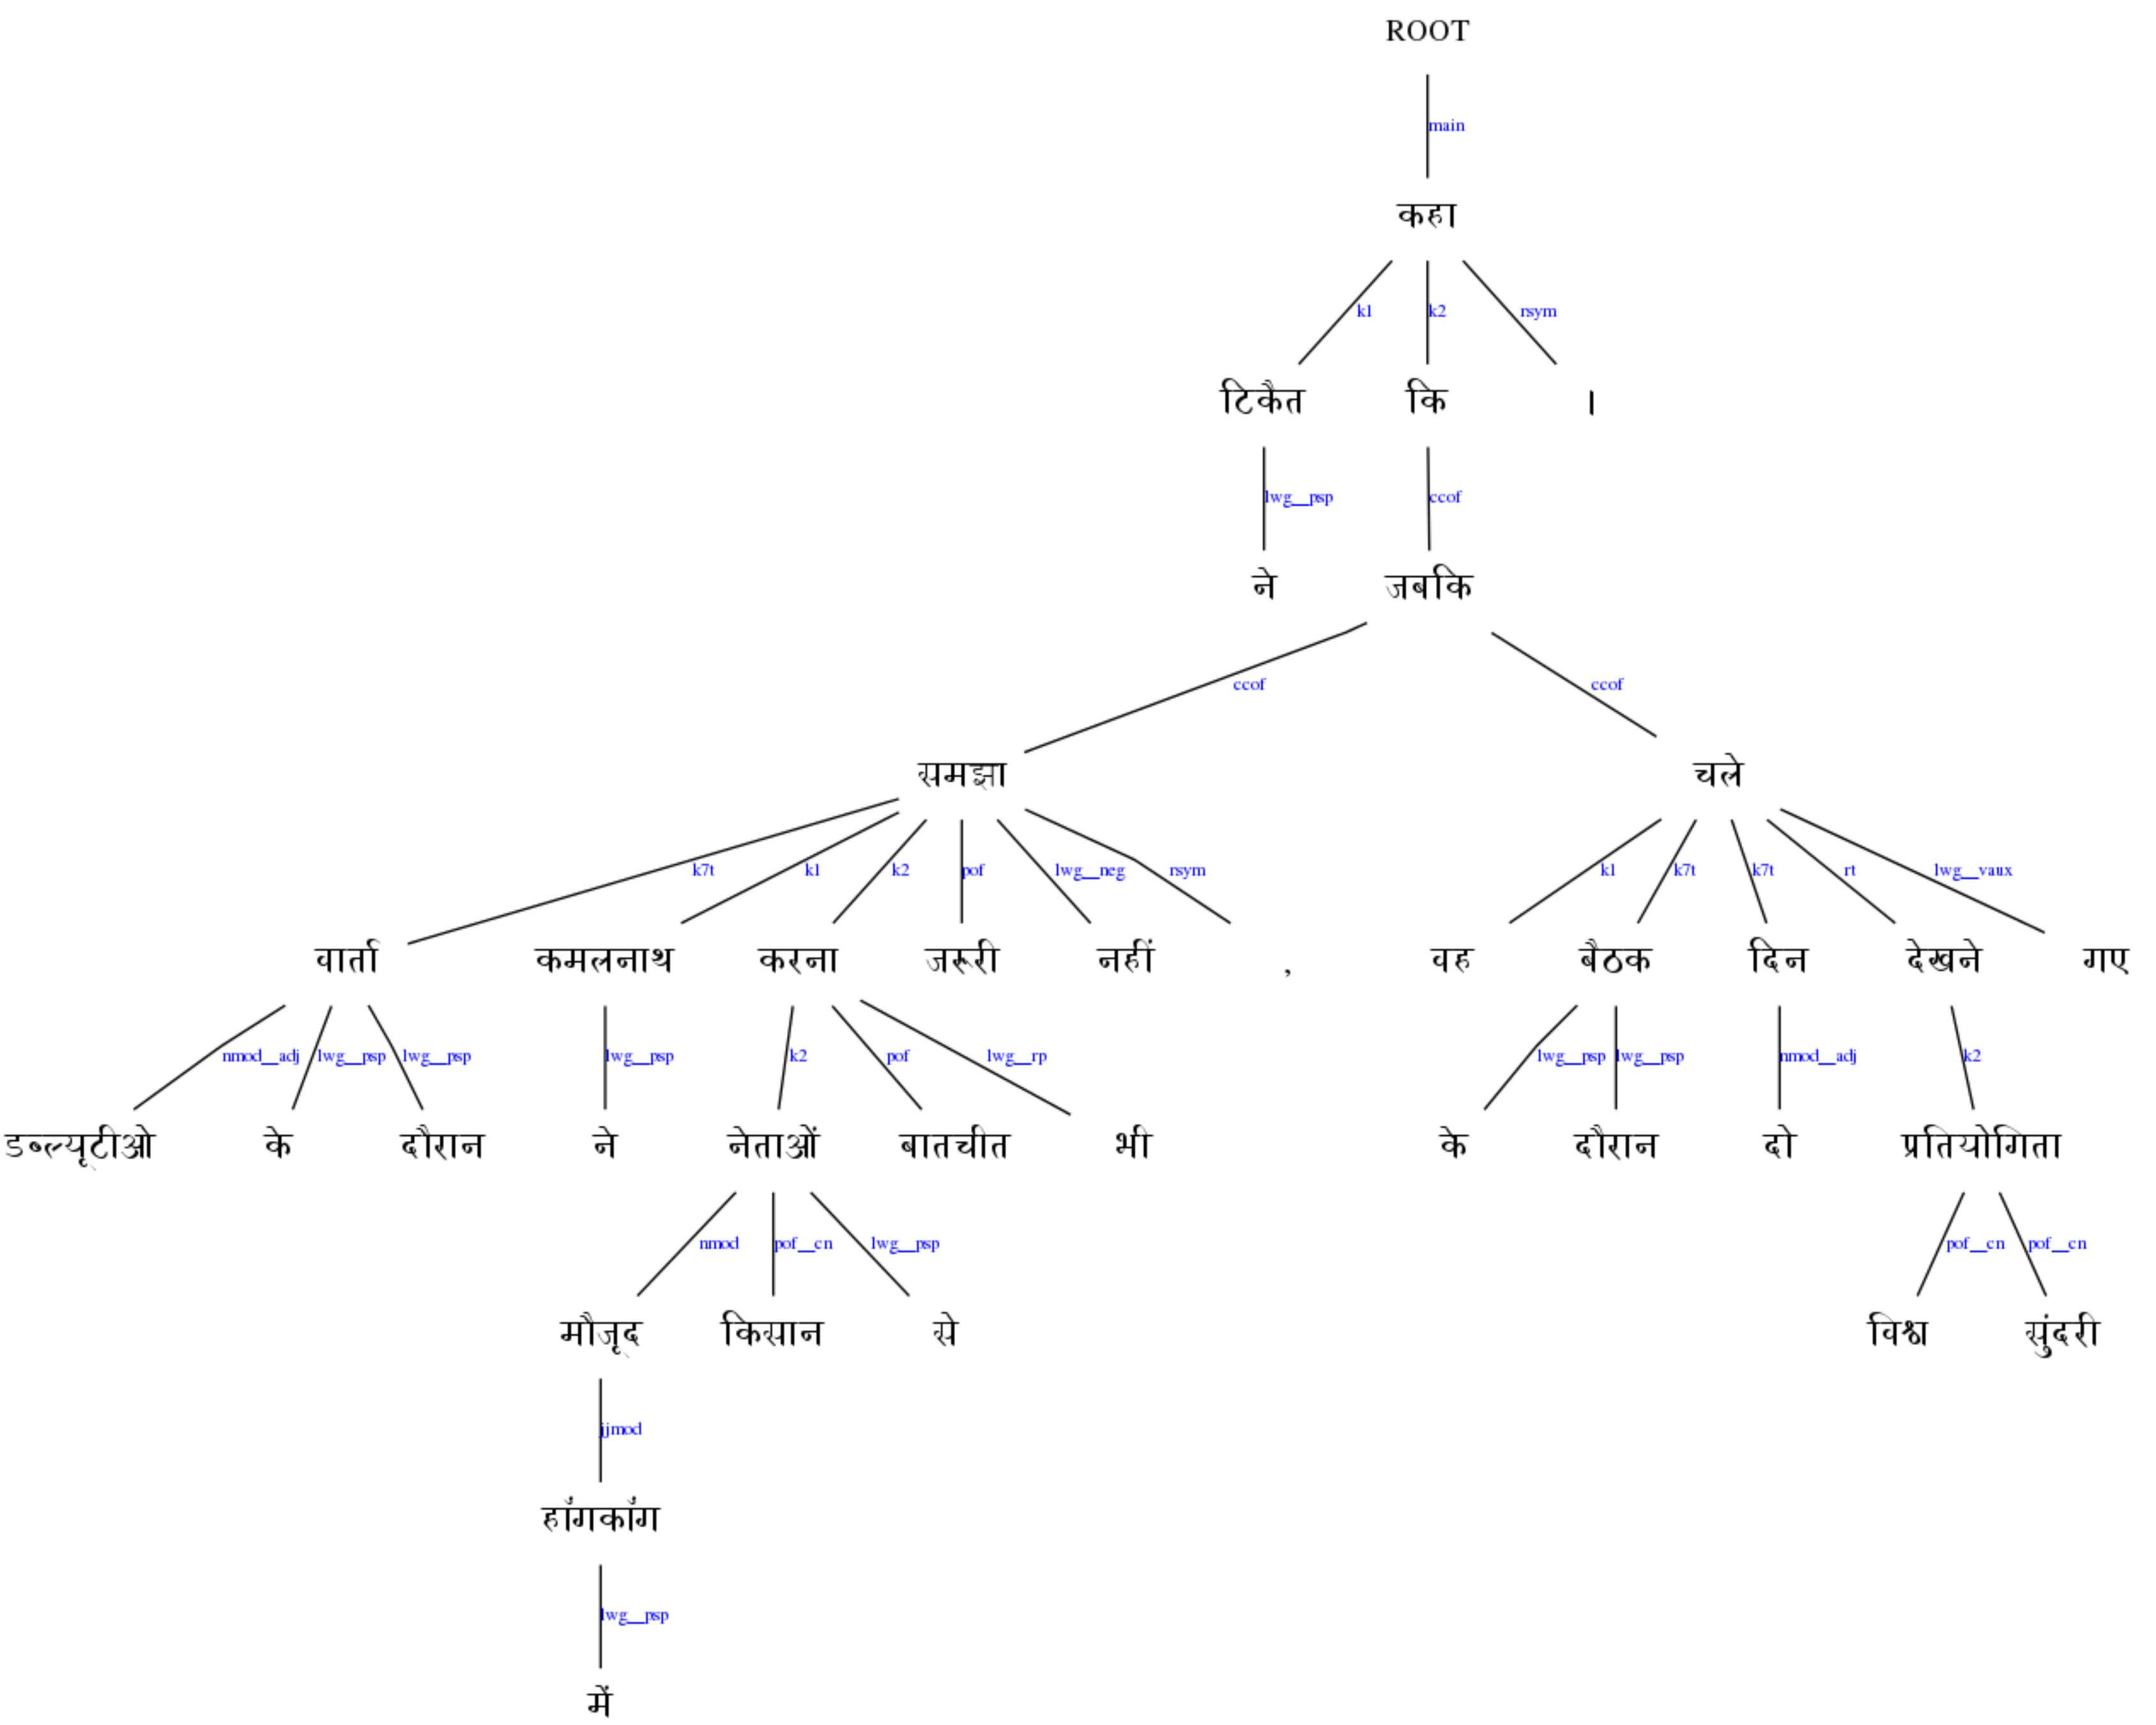 ROOT
main
कहा
k1 k2 rsym
टिकैत कि ।
lwg__psp ccof
ने जबकि
ccof ccof
समझा चले
k7t k1 k2 pof lwg__neg rsym k1 k7t k7t rt lwg__vaux
वार्ता कमलनाथ करना जरूरी नहीं , वह बैठक दिन देखने गए
nmod__adj lwg__psp lwg__psp lwg__psp k2 pof lwg__rp lwg__psp lwg__psp nmod__adj k2
डब्ल्यूटीओ के दौरान ने नेताओं बातचीत भी के दौरान दो प्रतियोगिता
nmod pof__cn lwg__psp pof__cn pof__cn
मौजूद किसान से विश्व सुंदरी
jjmod
हाॅंगकाॅंग
lwg__psp
में